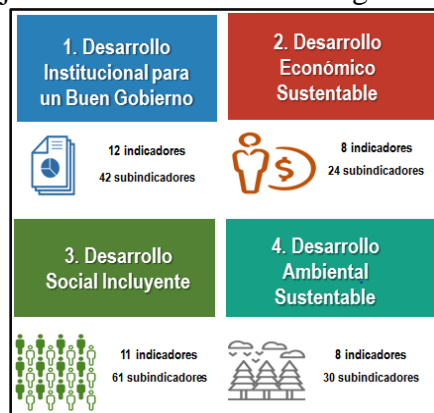 1. Desarrollo
Institucional para
un Buen Gobierno
2. Desarrollo
Económico
Sustentable
12 indicadores
42 subindicadores
$
8 indicadores
24 subindicadores
3. Desarrollo
Social Incluyente
4. Desarrollo
Ambiental
Sustentable
11 indicadores
61 subindicadores
8 indicadores
30 subindicadores